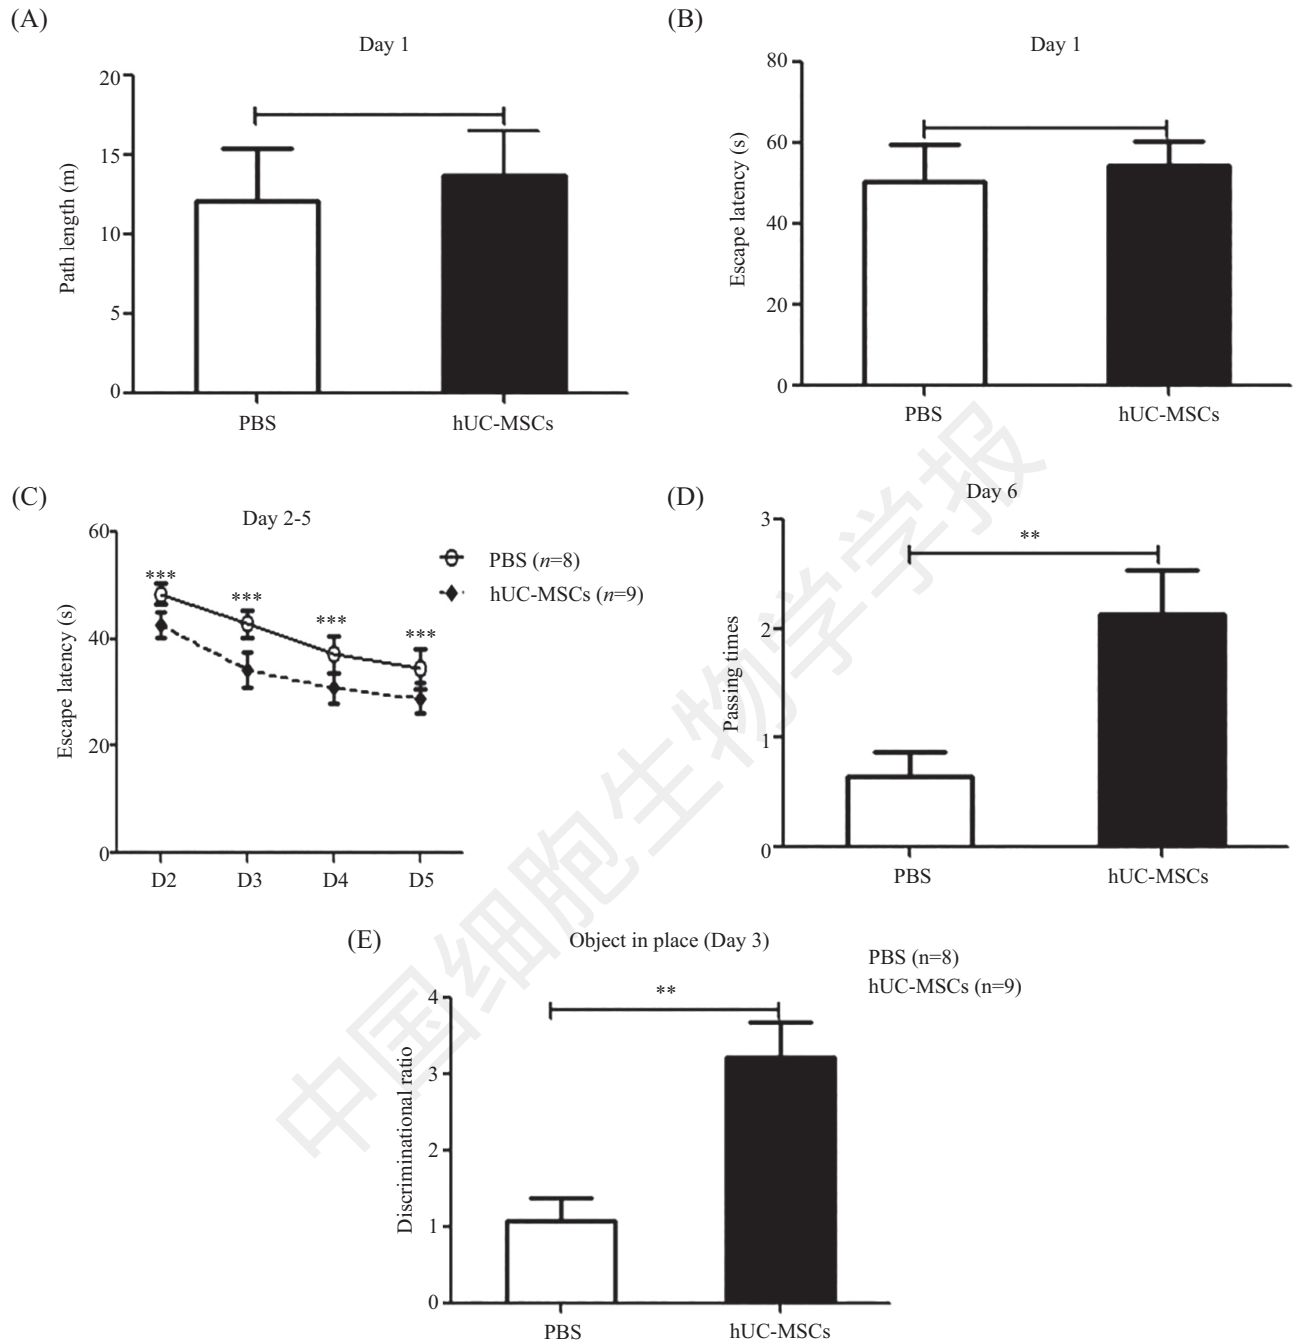 (A)
Day 1
20
15
10
5
0
Path length (m)
PBS
hUC-MSCs
(B)
Day 1
80
60
40
20
0
Escape latency (s)
PBS
hUC-MSCs
(C)
Day 2-5
60
40
20
0
Escape latency (s)
***
***
***
***
D2
D3
D4
D5
PBS (n=8)
hUC-MSCs (n=9)
(D)
Day 6
3
2
1
0
Passing times
**
PBS
hUC-MSCs
(E)
Object in place (Day 3)
PBS (n=8)
hUC-MSCs (n=9)
4
3
2
1
0
Discriminational ratio
**
PBS
hUC-MSCs
中国细胞生物学学报